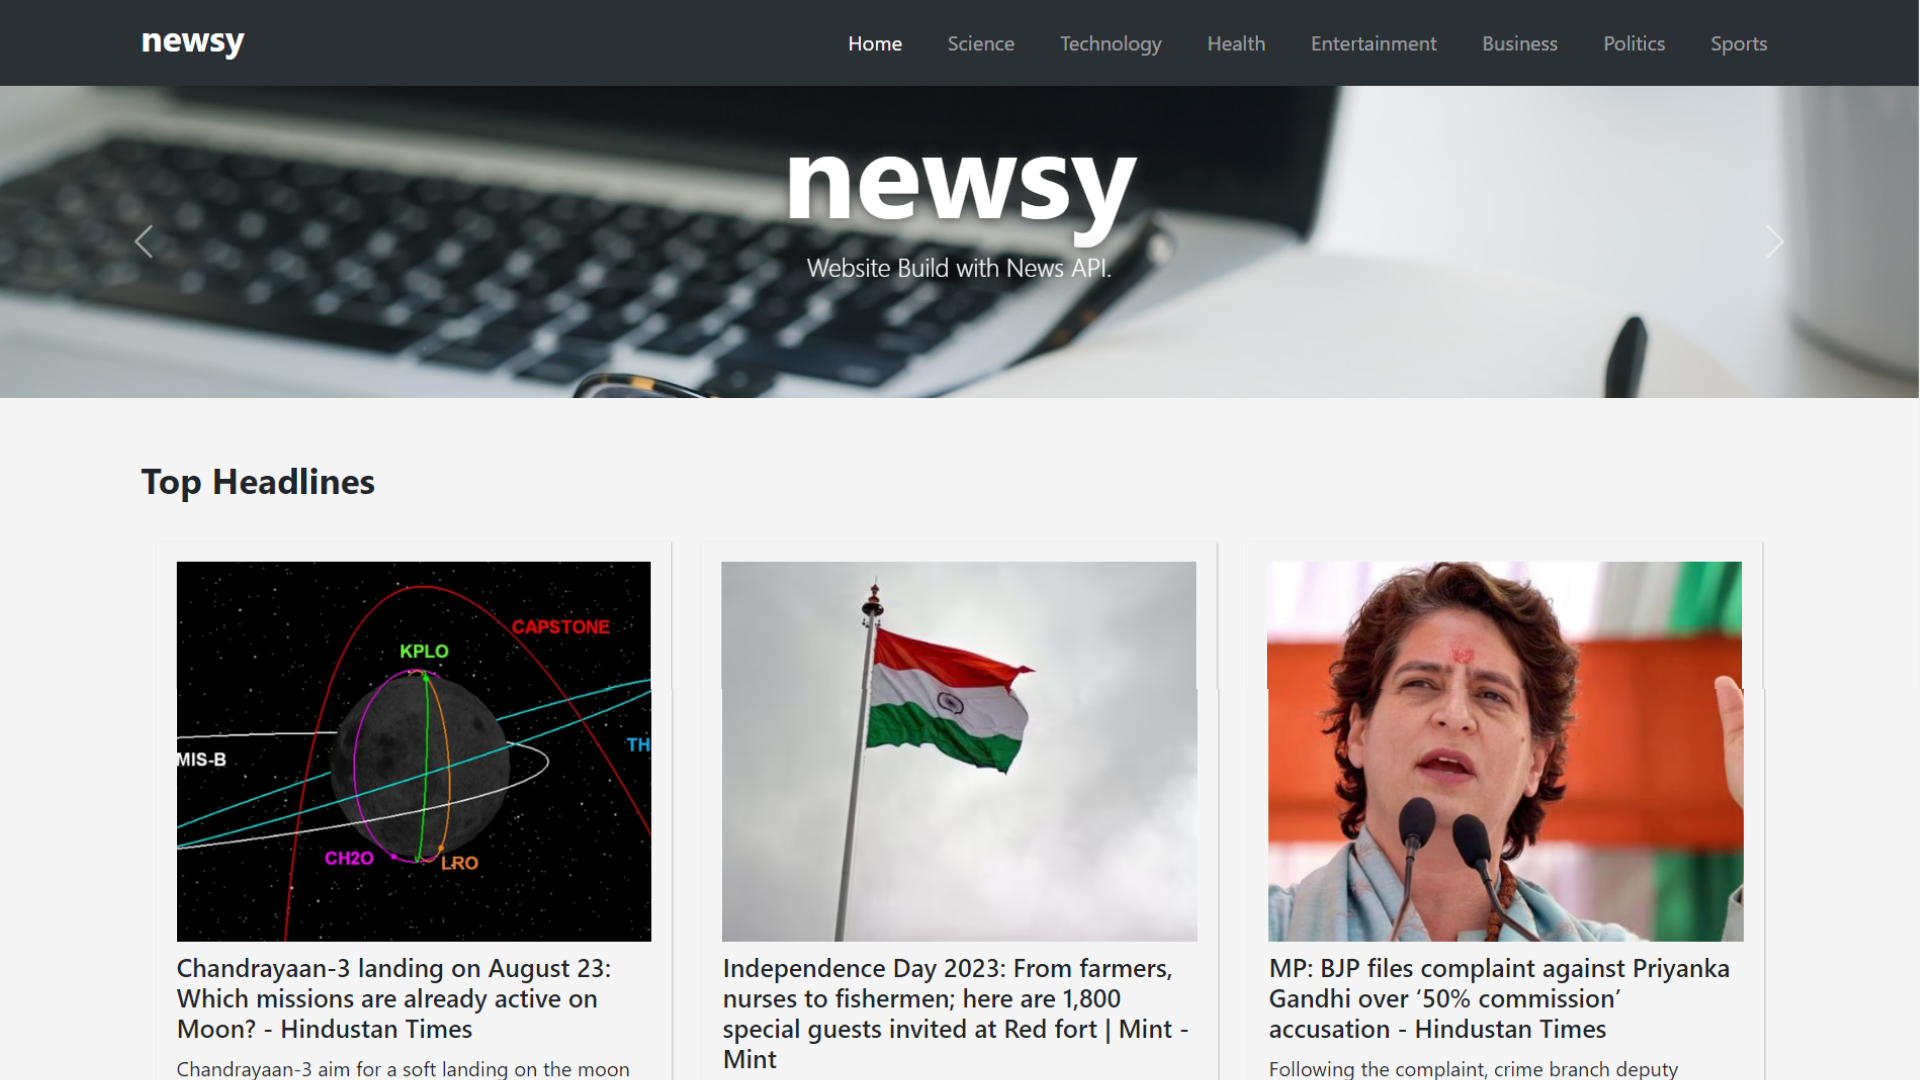 newsy
Home Science Technology Health Entertainment Business Politics Sports
newsy
Website Build with News API.
Top Headlines
CAPSTONE
KPLO
MIS-B
TH
CH2O
LRO
Chandrayaan-3 landing on August 23:
Which missions are already active on
Moon? - Hindustan Times
Chandrayaan-3 aim for a soft landing on the moon
Independence Day 2023: From farmers,
nurses to fishermen; here are 1,800
special guests invited at Red fort | Mint -
Mint
MP: BJP files complaint against Priyanka
Gandhi over ‘50% commission’
accusation - Hindustan Times
Following the complaint, crime branch deputy